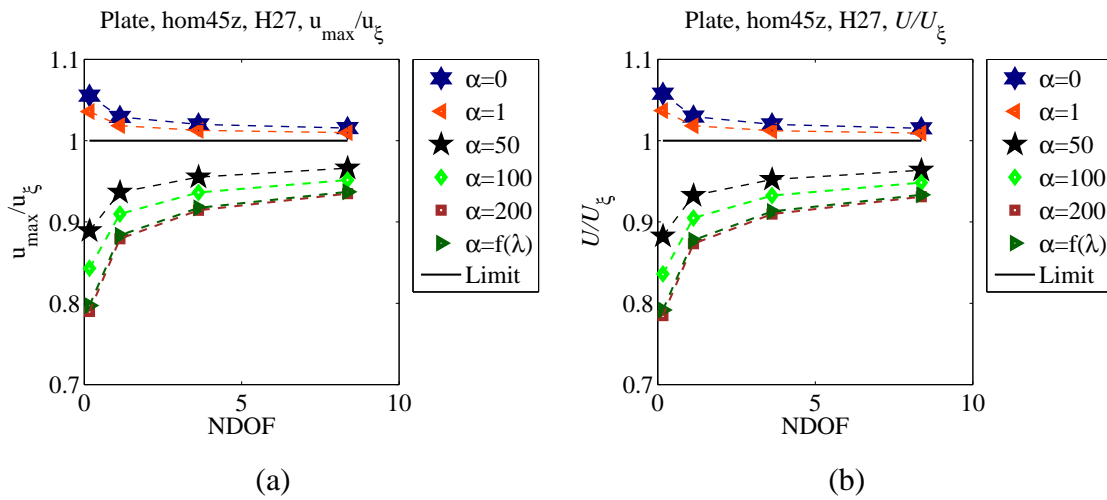 Plate, hom45z, H27, u_max/u_ξ
u_max/u_ξ
1.1
1
0.9
0.8
0.7
0 5 10
NDOF
α=0
α=1
α=50
α=100
α=200
α=f(λ)
Limit
(a)
Plate, hom45z, H27, U/U_ξ
U/U_ξ
1.1
1
0.9
0.8
0.7
0 5 10
NDOF
α=0
α=1
α=50
α=100
α=200
α=f(λ)
Limit
(b)